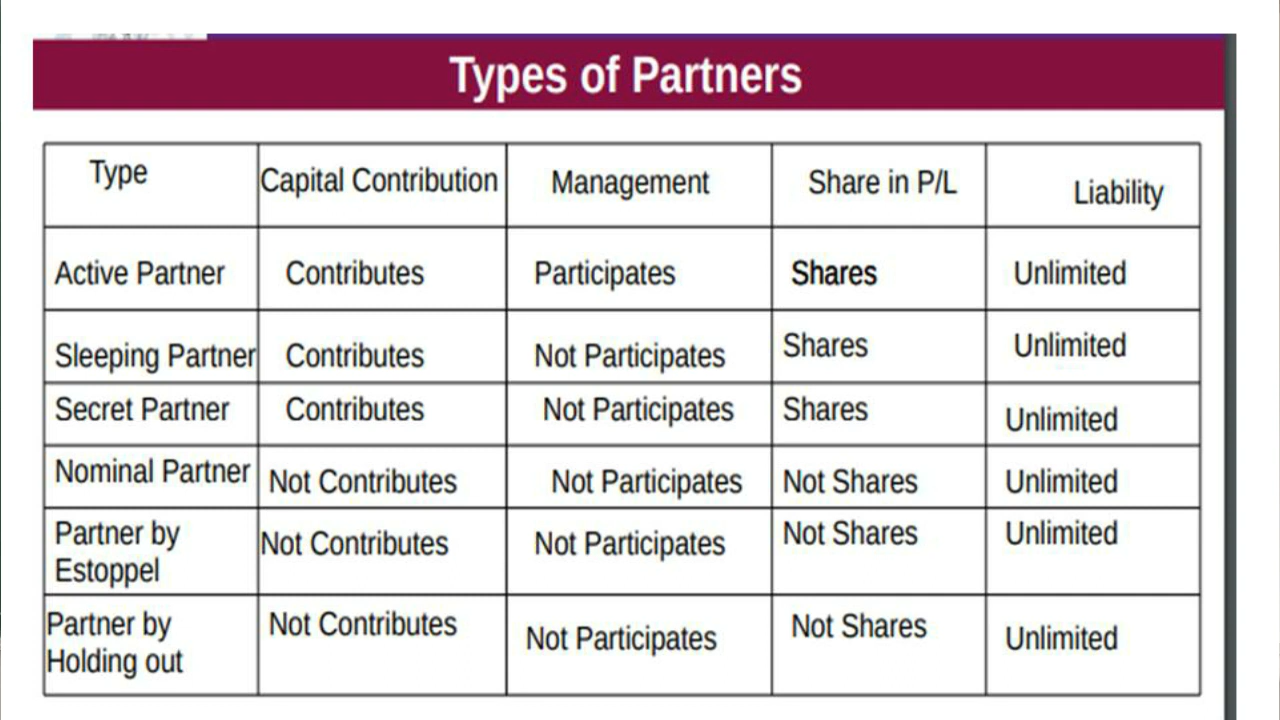 Types of Partners
Type Capital Contribution Management Share in P/L Liability
Active Partner Contributes Participates Shares Unlimited
Sleeping Partner Contributes Not Participates Shares Unlimited
Secret Partner Contributes Not Participates Shares Unlimited
Nominal Partner Not Contributes Not Participates Not Shares Unlimited
Partner by
Estoppel Not Contributes Not Participates Not Shares Unlimited
Partner by
Holding out Not Contributes Not Participates Not Shares Unlimited